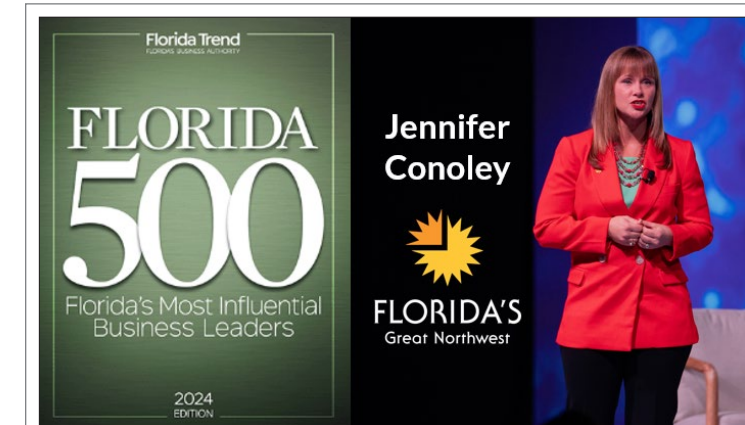 Florida Trend
FLORIDA'S BUSINESS AUTHORITY
FLORIDA
500
Florida's Most Influential
Business Leaders
2024
EDITION
Jennifer
Conoley
FLORIDA'S
Great Northwest